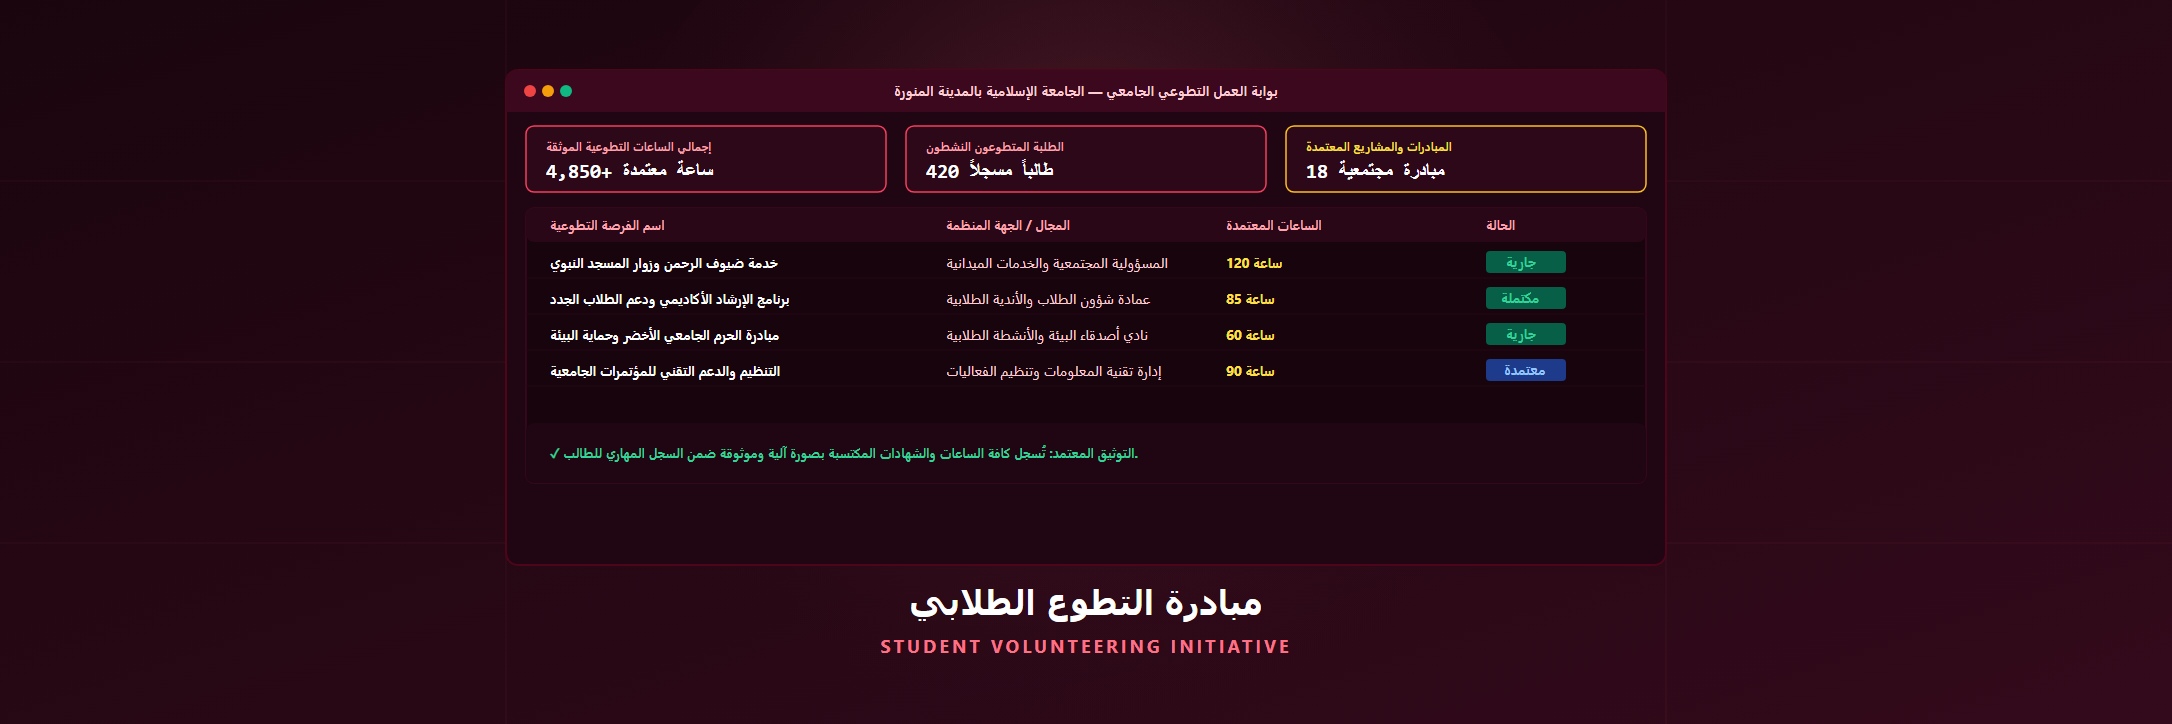 بوابة العمل التطوعي الجامعي — الجامعة الإسلامية بالمدينة المنورة
إجمالي الساعات التطوعية الموثقة
4,850+ ساعة معتمدة
الطلبة المتطوعون النشطون
420 طالباً مسجلاً
المبادرات والمشاريع المعتمدة
18 مبادرة مجتمعية
اسم الفرصة التطوعية المجال / الجهة المنظمة الساعات المعتمدة الحالة
خدمة ضيوف الرحمن وزوار المسجد النبوي المسؤولية المجتمعية والخدمات الميدانية 120 ساعة جارية
برنامج الإرشاد الأكاديمي ودعم الطلاب الجدد عمادة شؤون الطلاب والأندية الطلابية 85 ساعة مكتملة
مبادرة الحرم الجامعي الأخضر وحماية البيئة نادي أصدقاء البيئة والأنشطة الطلابية 60 ساعة جارية
التنظيم والدعم التقني للمؤتمرات الجامعية إدارة تقنية المعلومات وتنظيم الفعاليات 90 ساعة معتمدة
✓ التوثيق المعتمد: تُسجل كافة الساعات والشهادات المكتسبة بصورة آلية وموثوقة ضمن السجل المهاري للطالب.
مبادرة التطوع الطلابي
STUDENT VOLUNTEERING INITIATIVE